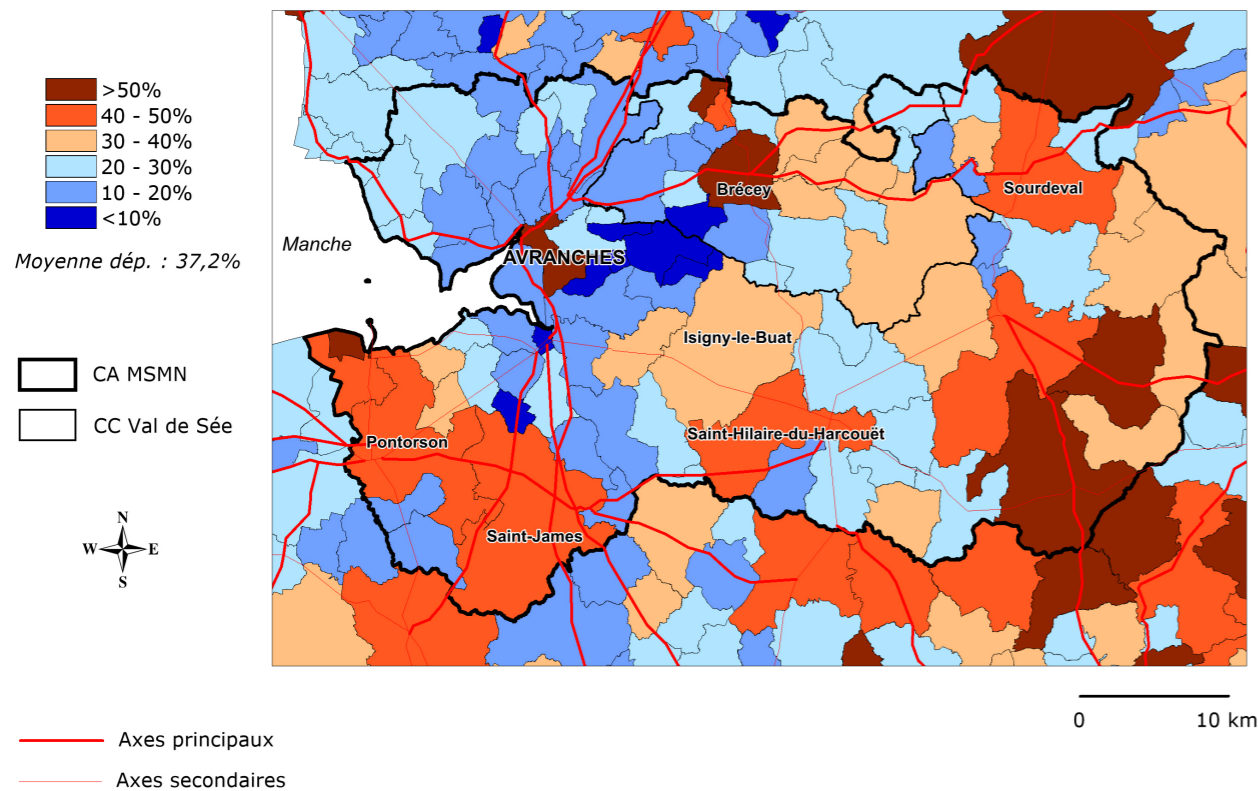 >50%
40 - 50%
30 - 40%
20 - 30%
10 - 20%
<10%
Moyenne dép. : 37,2%
CA MSMN
CC Val de Sée
N
W E
S
Manche
AVRANCHES
Brécey
Sourdeval
Isigny-le-Buat
Saint-Hilaire-du-Harcouët
Pontorson
Saint-James
0 10 km
Axes principaux
Axes secondaires